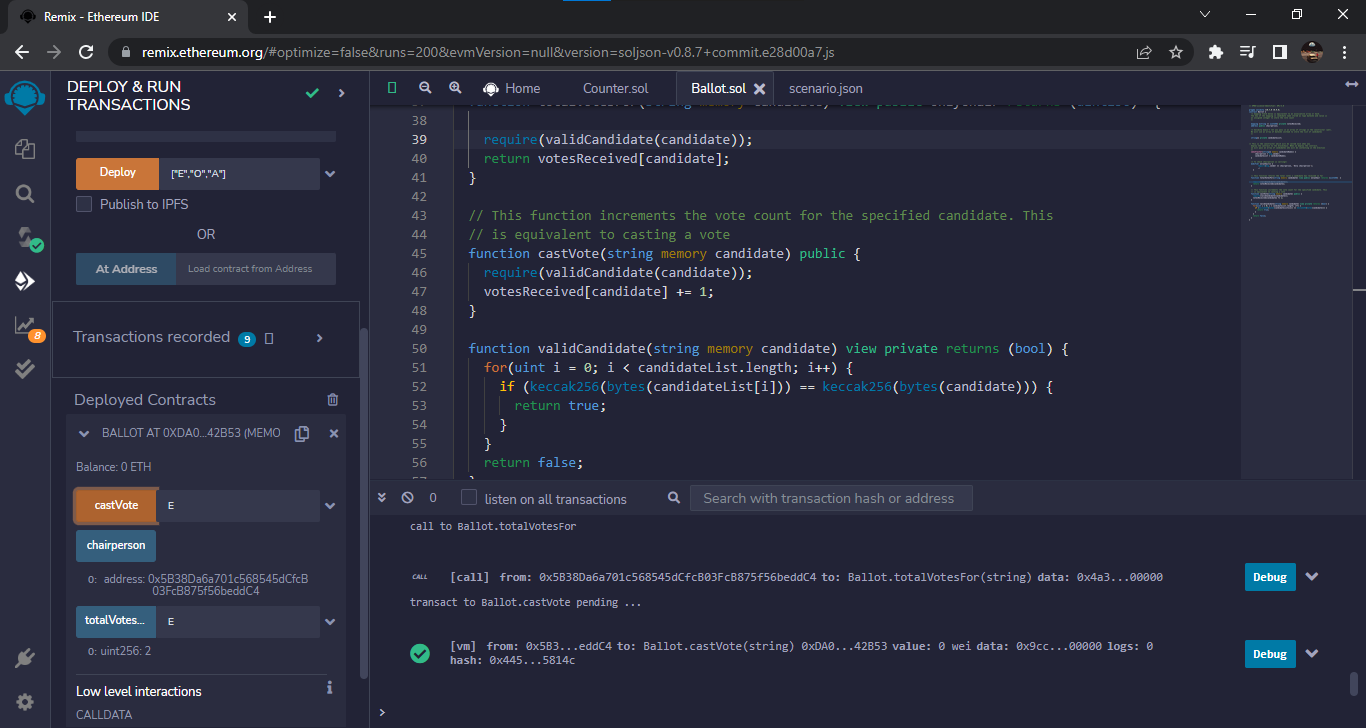 Remix - Ethereum IDE
remix.ethereum.org/#optimize=false&runs=200&evmVersion=null&version=soljson-v0.8.7+commit.e28d00a7.js
DEPLOY & RUN
TRANSACTIONS
Deploy
["E","O","A"]
Publish to IPFS
OR
At Address
Load contract from Address
8
Transactions recorded 9
Deployed Contracts
BALLOT AT 0XDA0...42B53 (MEMO
Balance: 0 ETH
castVote
E
chairperson
0: address: 0x5B38Da6a701c568545dCfcB
03FcB875f56beddC4
totalVotes...
E
0: uint256: 2
Low level interactions
i
CALLDATA
Home
Counter.sol
Ballot.sol
scenario.json
38
39 require(validCandidate(candidate));
40 return votesReceived[candidate];
41 }
42
43 // This function increments the vote count for the specified candidate. This
44 // is equivalent to casting a vote
45 function castVote(string memory candidate) public {
46 require(validCandidate(candidate));
47 votesReceived[candidate] += 1;
48 }
49
50 function validCandidate(string memory candidate) view private returns (bool) {
51 for(uint i = 0; i < candidateList.length; i++) {
52 if (keccak256(bytes(candidateList[i])) == keccak256(bytes(candidate))) {
53 return true;
54 }
55 }
56 return false;
0
listen on all transactions
Search with transaction hash or address
call to Ballot.totalVotesFor
CALL [call] from: 0x5B38Da6a701c568545dCfcB03FcB875f56beddC4 to: Ballot.totalVotesFor(string) data: 0x4a3...00000
Debug
transact to Ballot.castVote pending ...
[vm] from: 0x5B3...eddC4 to: Ballot.castVote(string) 0xDA0...42B53 value: 0 wei data: 0x9cc...00000 logs: 0
hash: 0x445...5814c
Debug
>